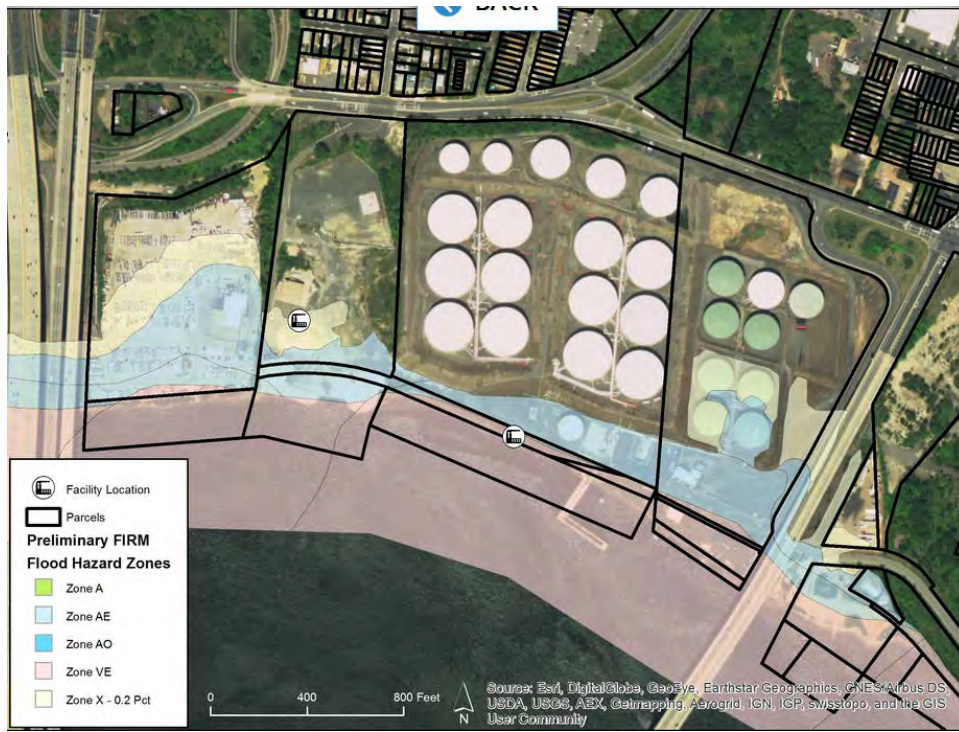 BACK
Facility Location
Parcels
Preliminary FIRM
Flood Hazard Zones
Zone A
Zone AE
Zone AO
Zone VE
Zone X - 0.2 Pct
0 400 800 Feet
N
Source: Esri, DigitalGlobe, GeoEye, Earthstar Geographics, CNES/Airbus DS,
USDA, USGS, AEX, Getmapping, Aerogrid, IGN, IGP, swisstopo, and the GIS
User Community